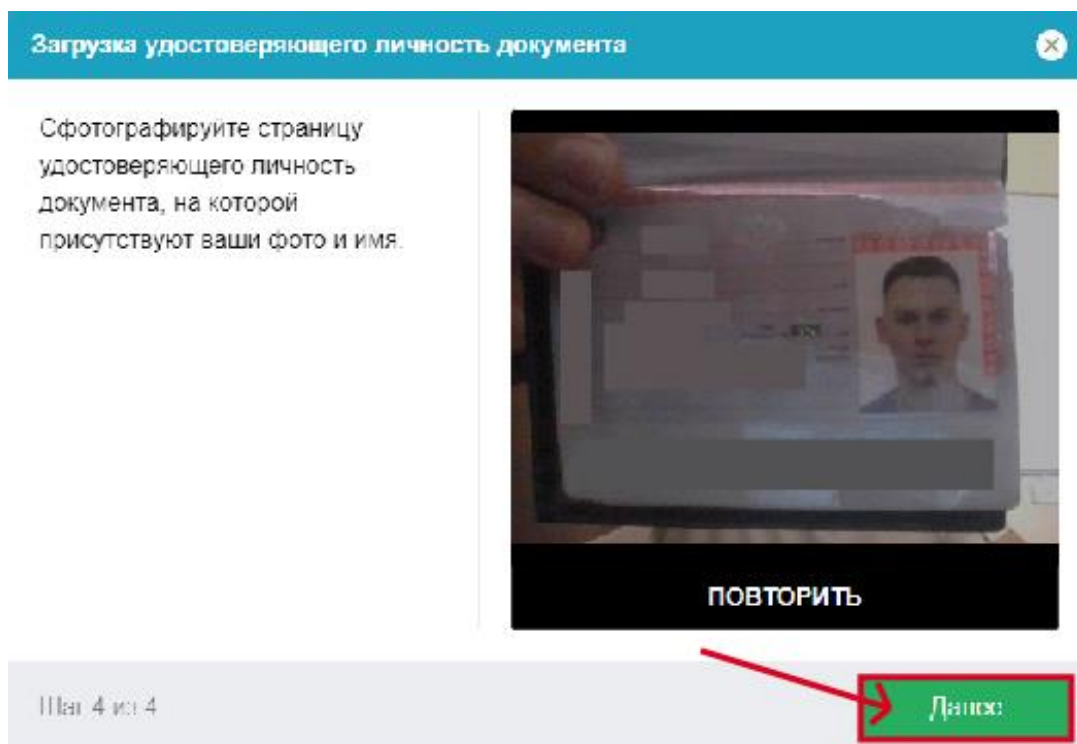 Загрузка удостоверяющего личность документа
Сфотографируйте страницу
удостоверяющего личность
документа, на которой
присутствуют ваши фото и имя.
ПОВТОРИТЬ
Шаг 4 из 4
Далее